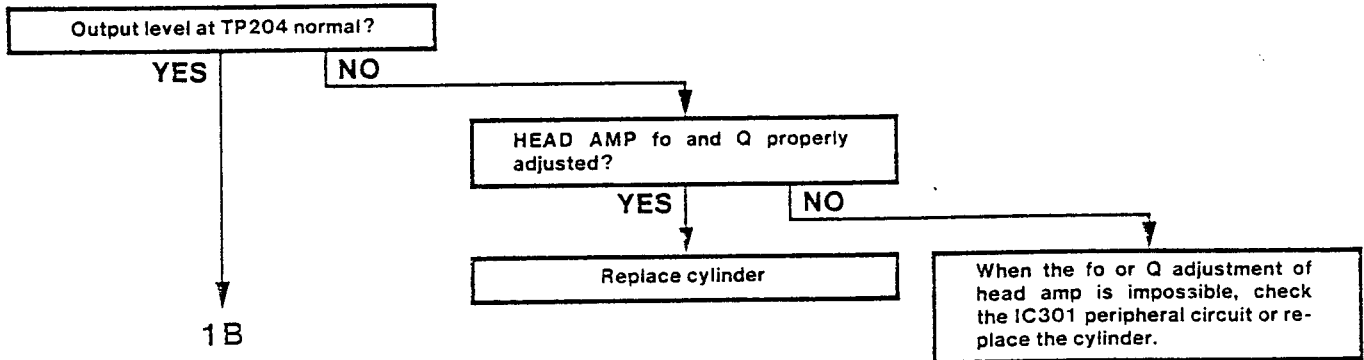 Output level at TP204 normal?
YES
NO
HEAD AMP fo and Q properly
adjusted?
YES
NO
Replace cylinder
When the fo or Q adjustment of
head amp is impossible, check
the IC301 peripheral circuit or re-
place the cylinder.
1B